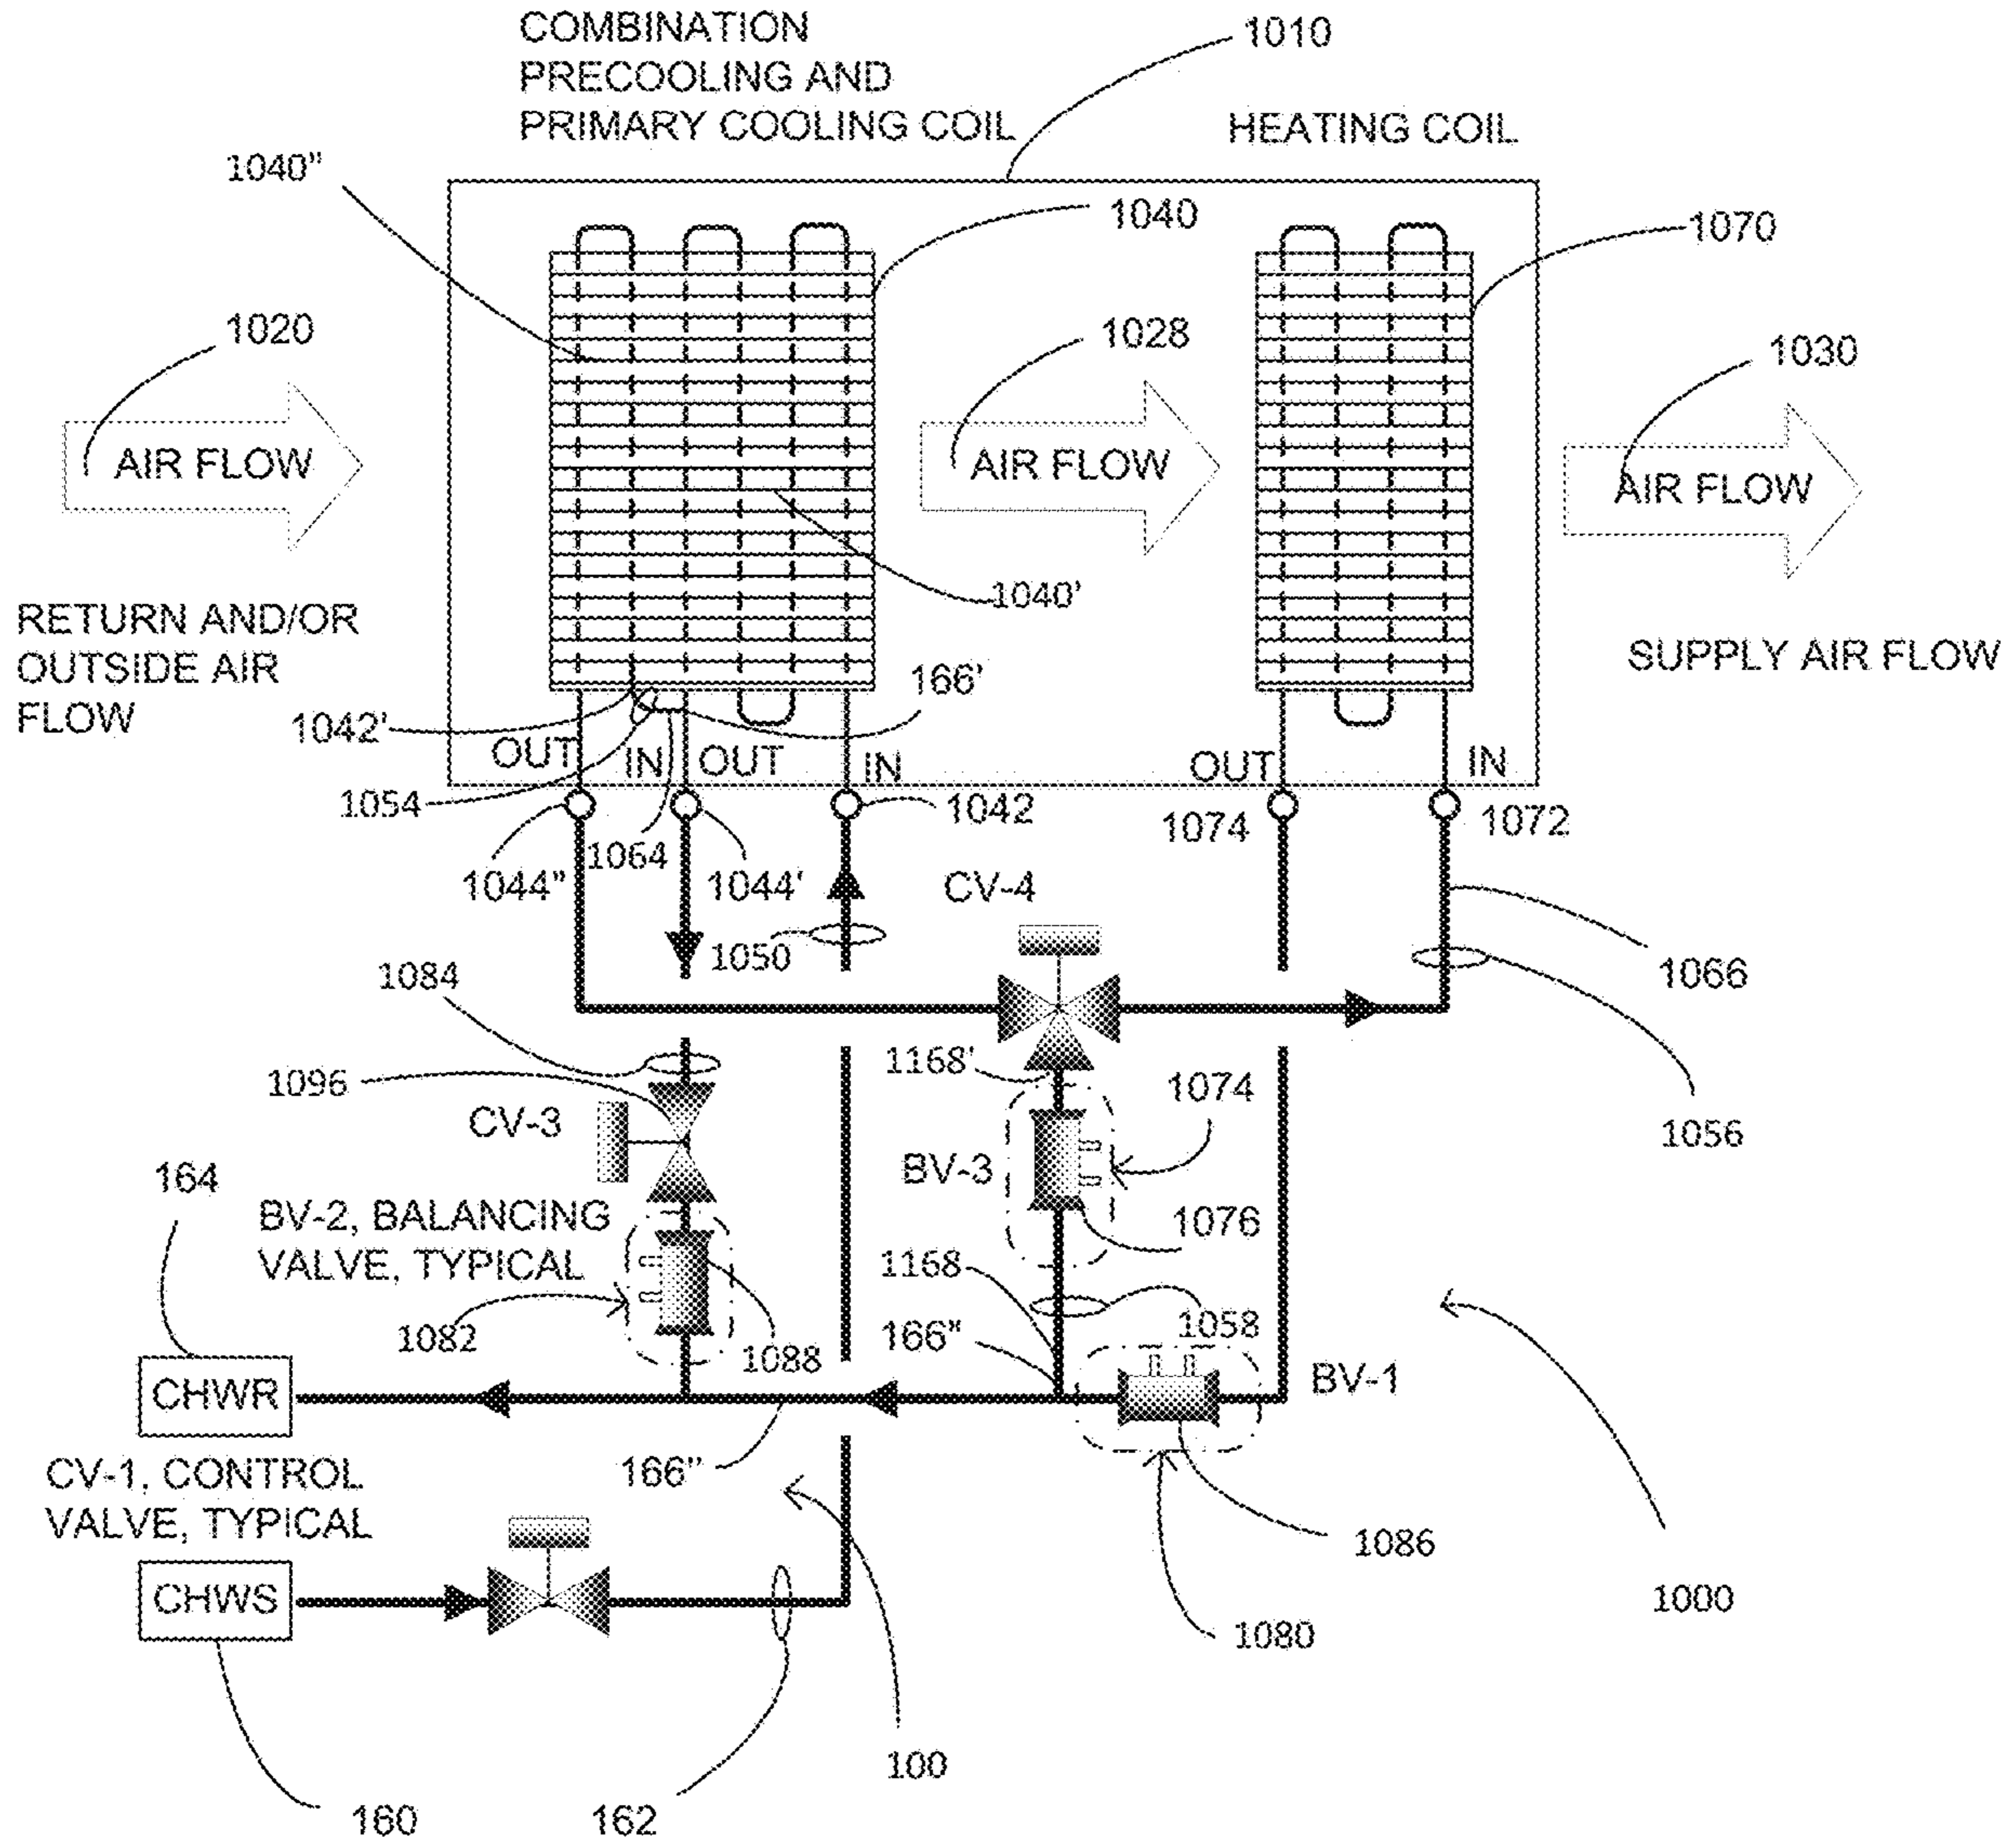 COMBINATION
PRECOOLING AND
PRIMARY COOLING COIL
1010
HEATING COIL
1040"
1040
1070
1020
1028
1030
AIR FLOW
AIR FLOW
AIR FLOW
1040'
RETURN AND/OR
OUTSIDE AIR
FLOW
SUPPLY AIR FLOW
166'
1042'
OUT
IN
OUT
IN
OUT
IN
1054
1042
1074
1072
1064
1044"
1044'
CV-4
1050
1066
1084
1168'
1096
1074
CV-3
1056
BV-3
164
BV-2, BALANCING
VALVE, TYPICAL
1076
1168
1082
1088
166"
1058
BV-1
CHWR
166"
CV-1, CONTROL
VALVE, TYPICAL
1086
CHWS
1000
1080
100
160
162